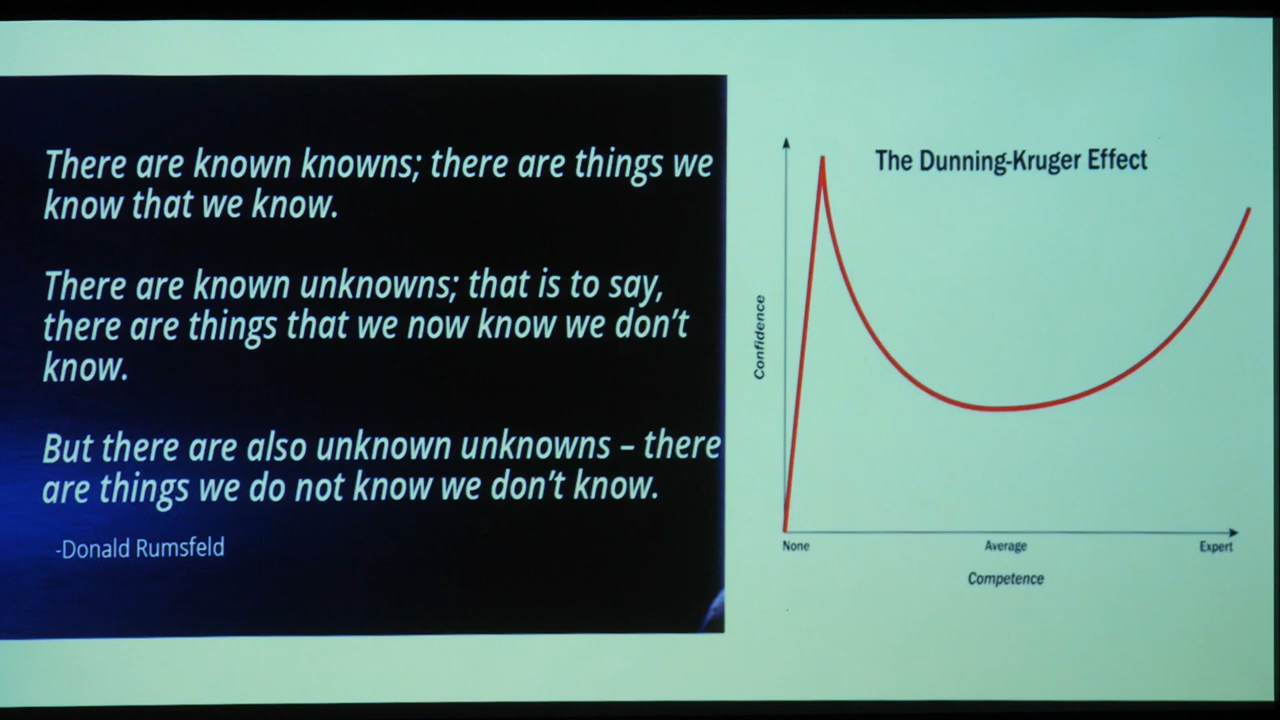 There are known knowns; there are things we
know that we know.
There are known unknowns; that is to say,
there are things that we now know we don't
know.
But there are also unknown unknowns – there
are things we do not know we don't know.
-Donald Rumsfeld
The Dunning-Kruger Effect
Confidence
None
Average
Expert
Competence